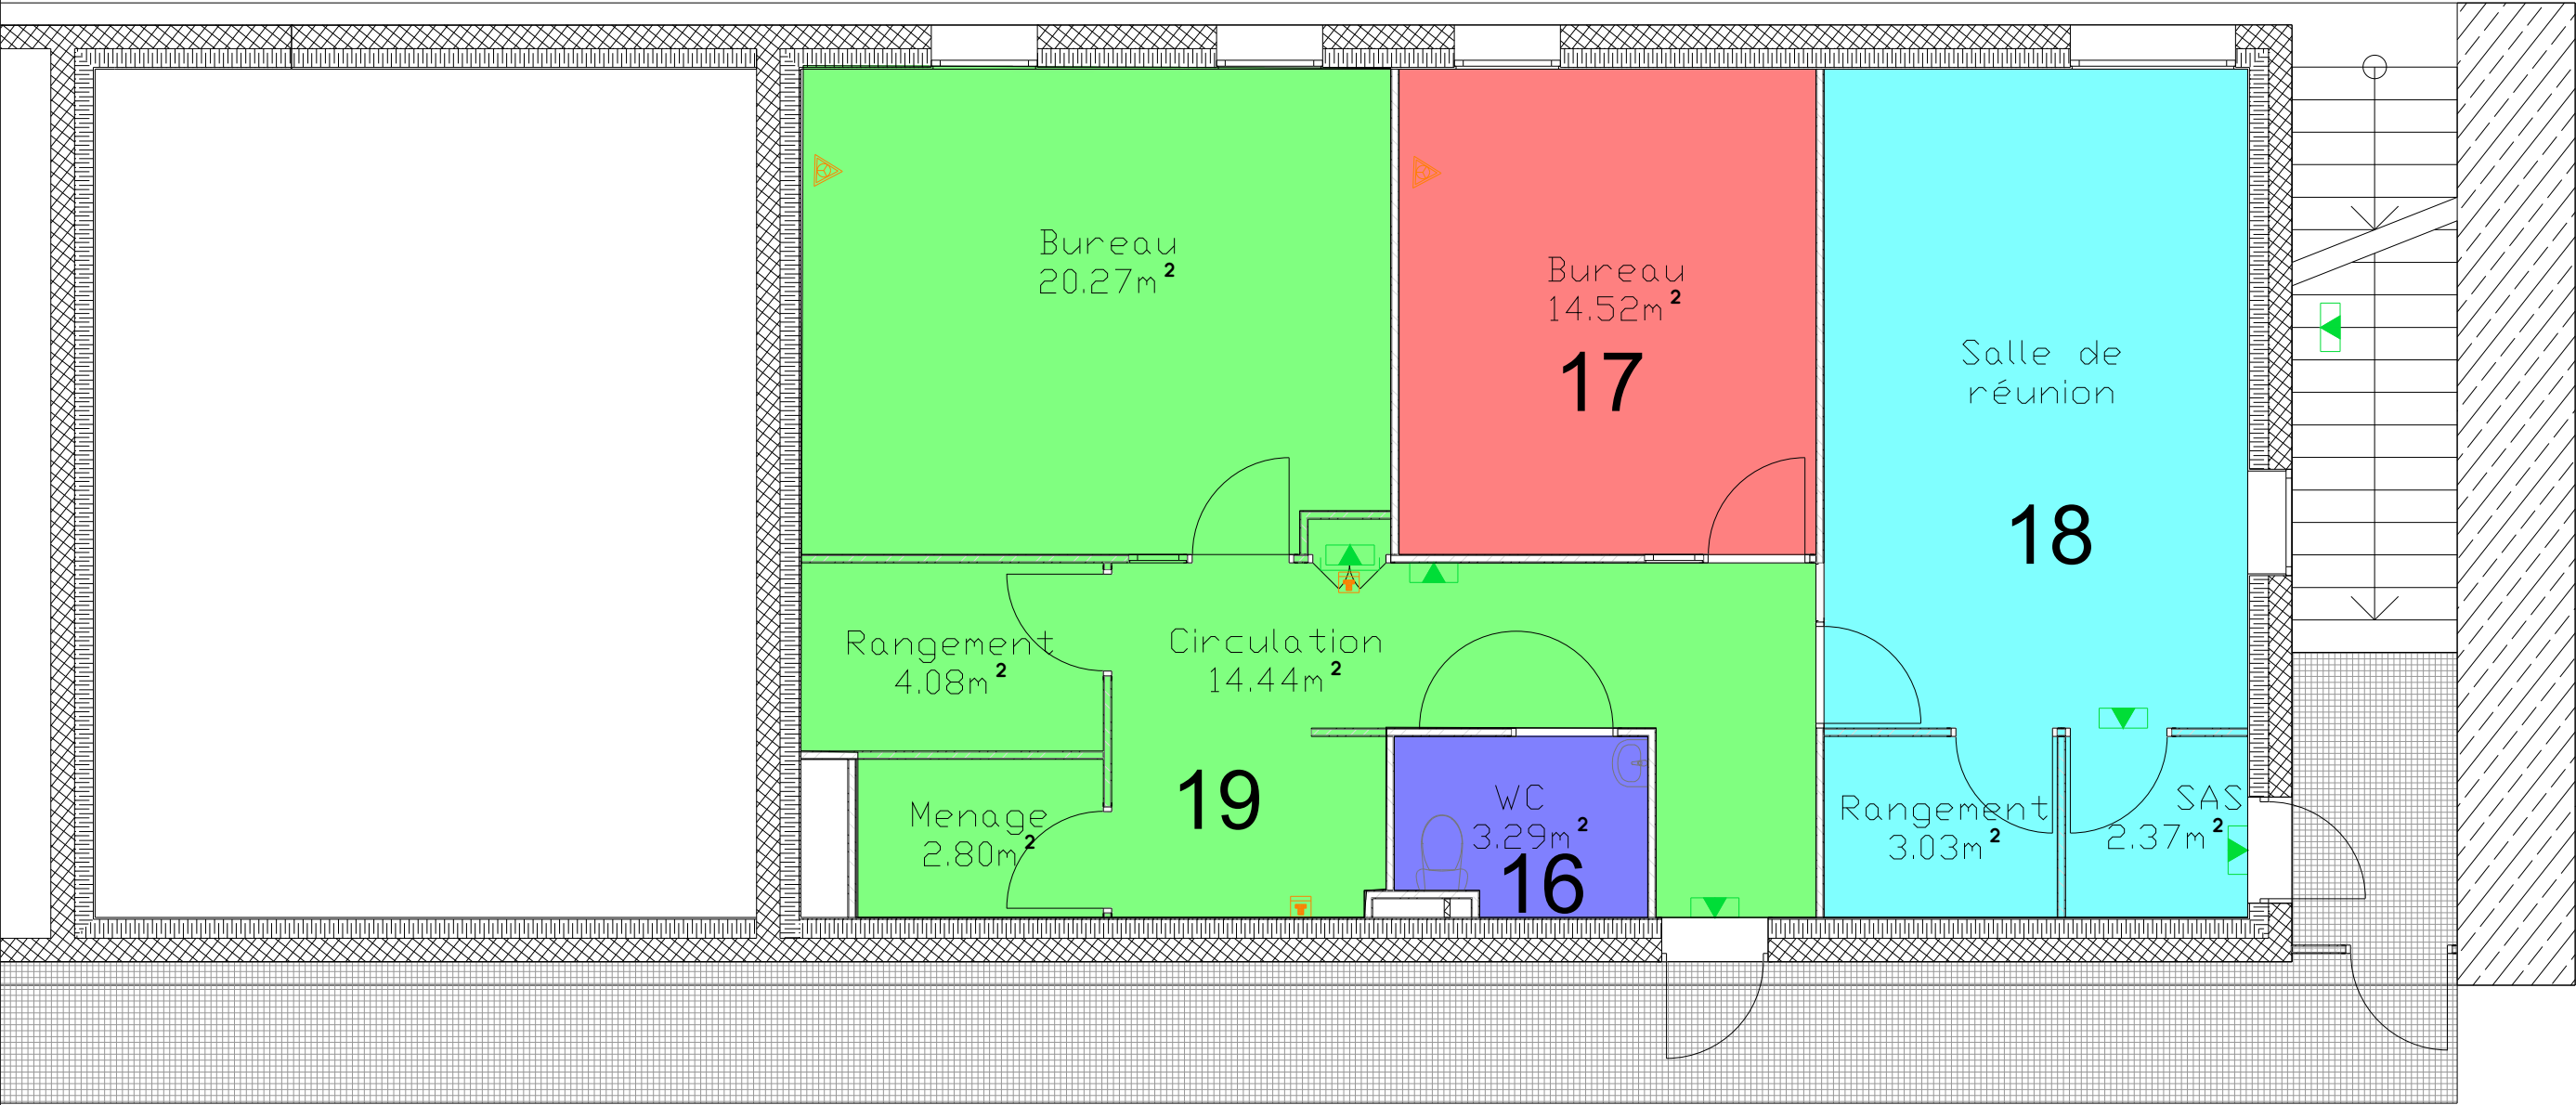 Bureau
20.27m²
Bureau
14.52m²
17
Salle de
réunion
18
Rangement
4.08m²
Circulation
14.44m²
19
Menage
2.80m²
WC
3.29m²
16
Rangement
3.03m²
SAS
2.37m²